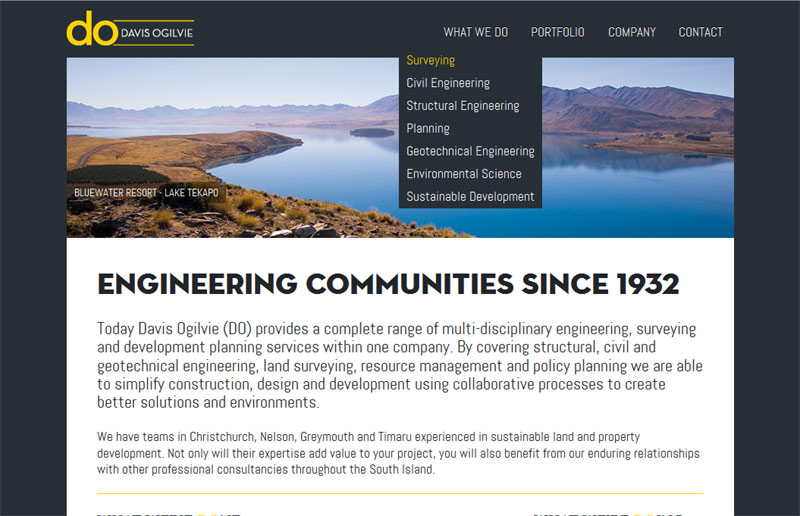 do DAVIS OGILVIE
WHAT WE DO PORTFOLIO COMPANY CONTACT
Surveying
Civil Engineering
Structural Engineering
Planning
Geotechnical Engineering
Environmental Science
Sustainable Development
BLUEWATER RESORT - LAKE TEKAPO
ENGINEERING COMMUNITIES SINCE 1932
Today Davis Ogilvie (DO) provides a complete range of multi-disciplinary engineering, surveying
and development planning services within one company. By covering structural, civil and
geotechnical engineering, land surveying, resource management and policy planning we are able
to simplify construction, design and development using collaborative processes to create
better solutions and environments.
We have teams in Christchurch, Nelson, Greymouth and Timaru experienced in sustainable land and property
development. Not only will their expertise add value to your project, you will also benefit from our enduring relationships
with other professional consultancies throughout the South Island.